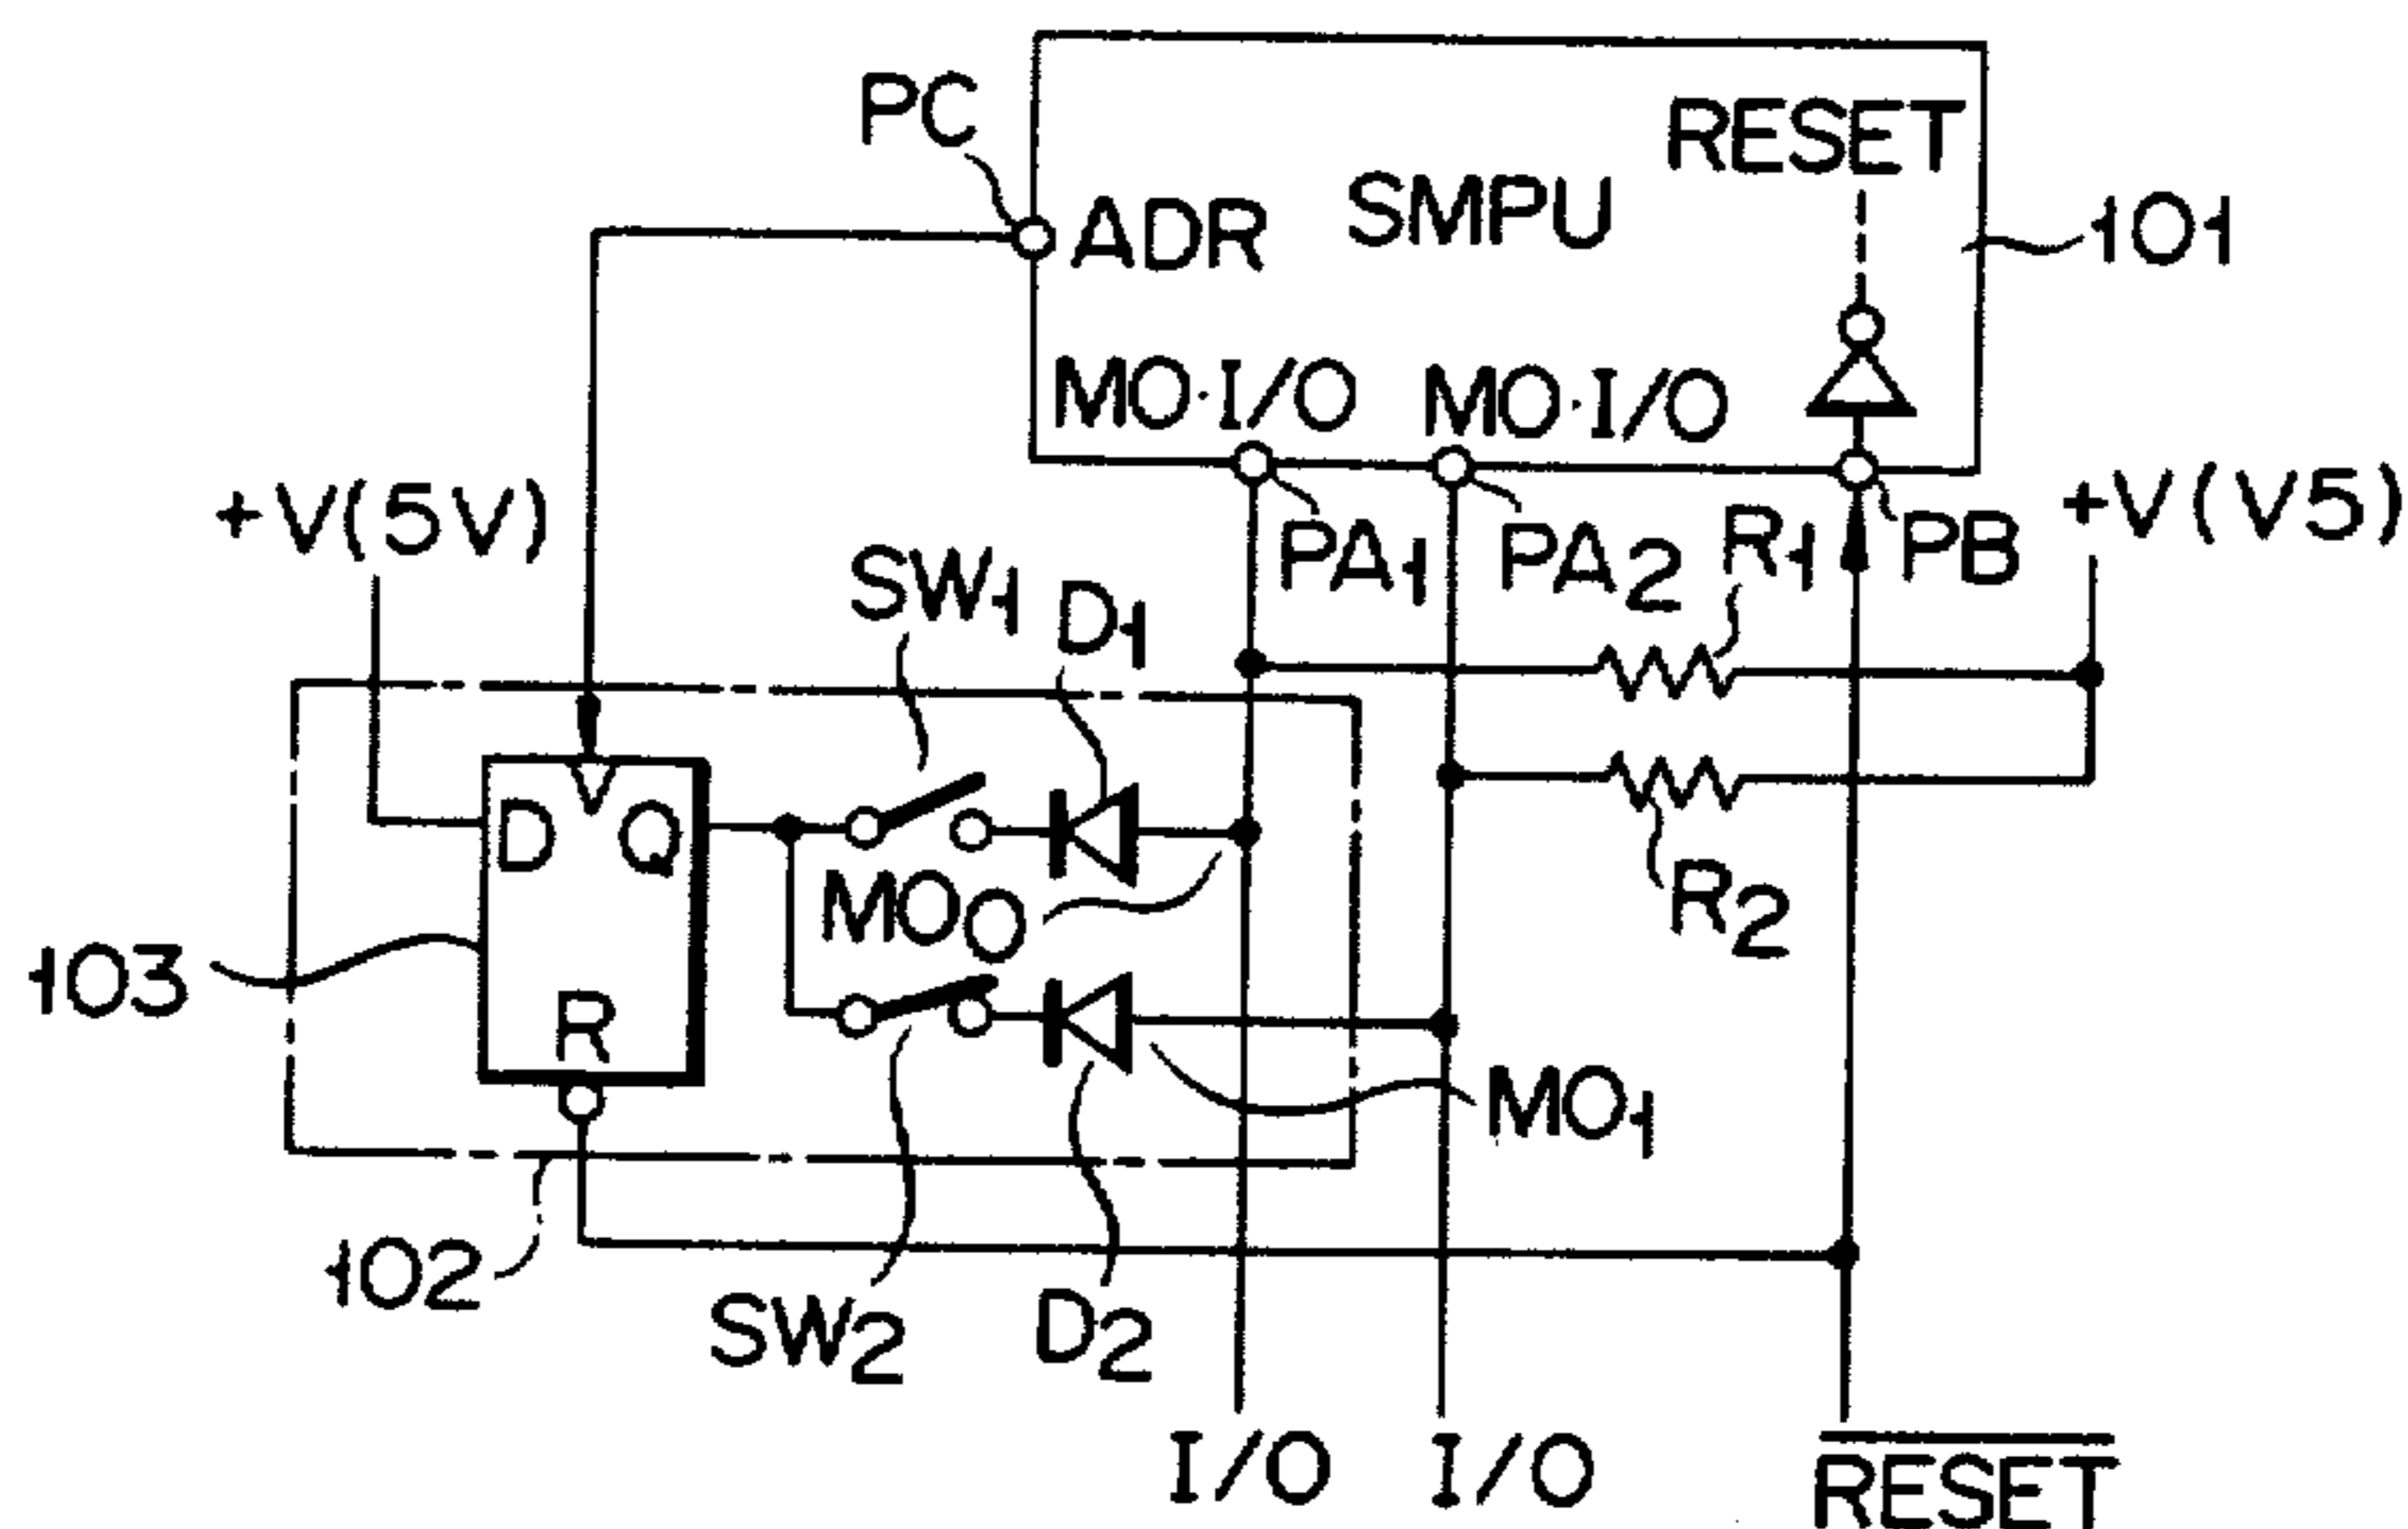 PC
RESET
ADR
SMPU
101
MO·I/O MO·I/O
+V(5V)
SW1
D1
PA1
PA2
R1
PB
+V(V5)
D
Q
MO0
R2
103
R
MO1
102
SW2
D2
I/O
I/O
RESET